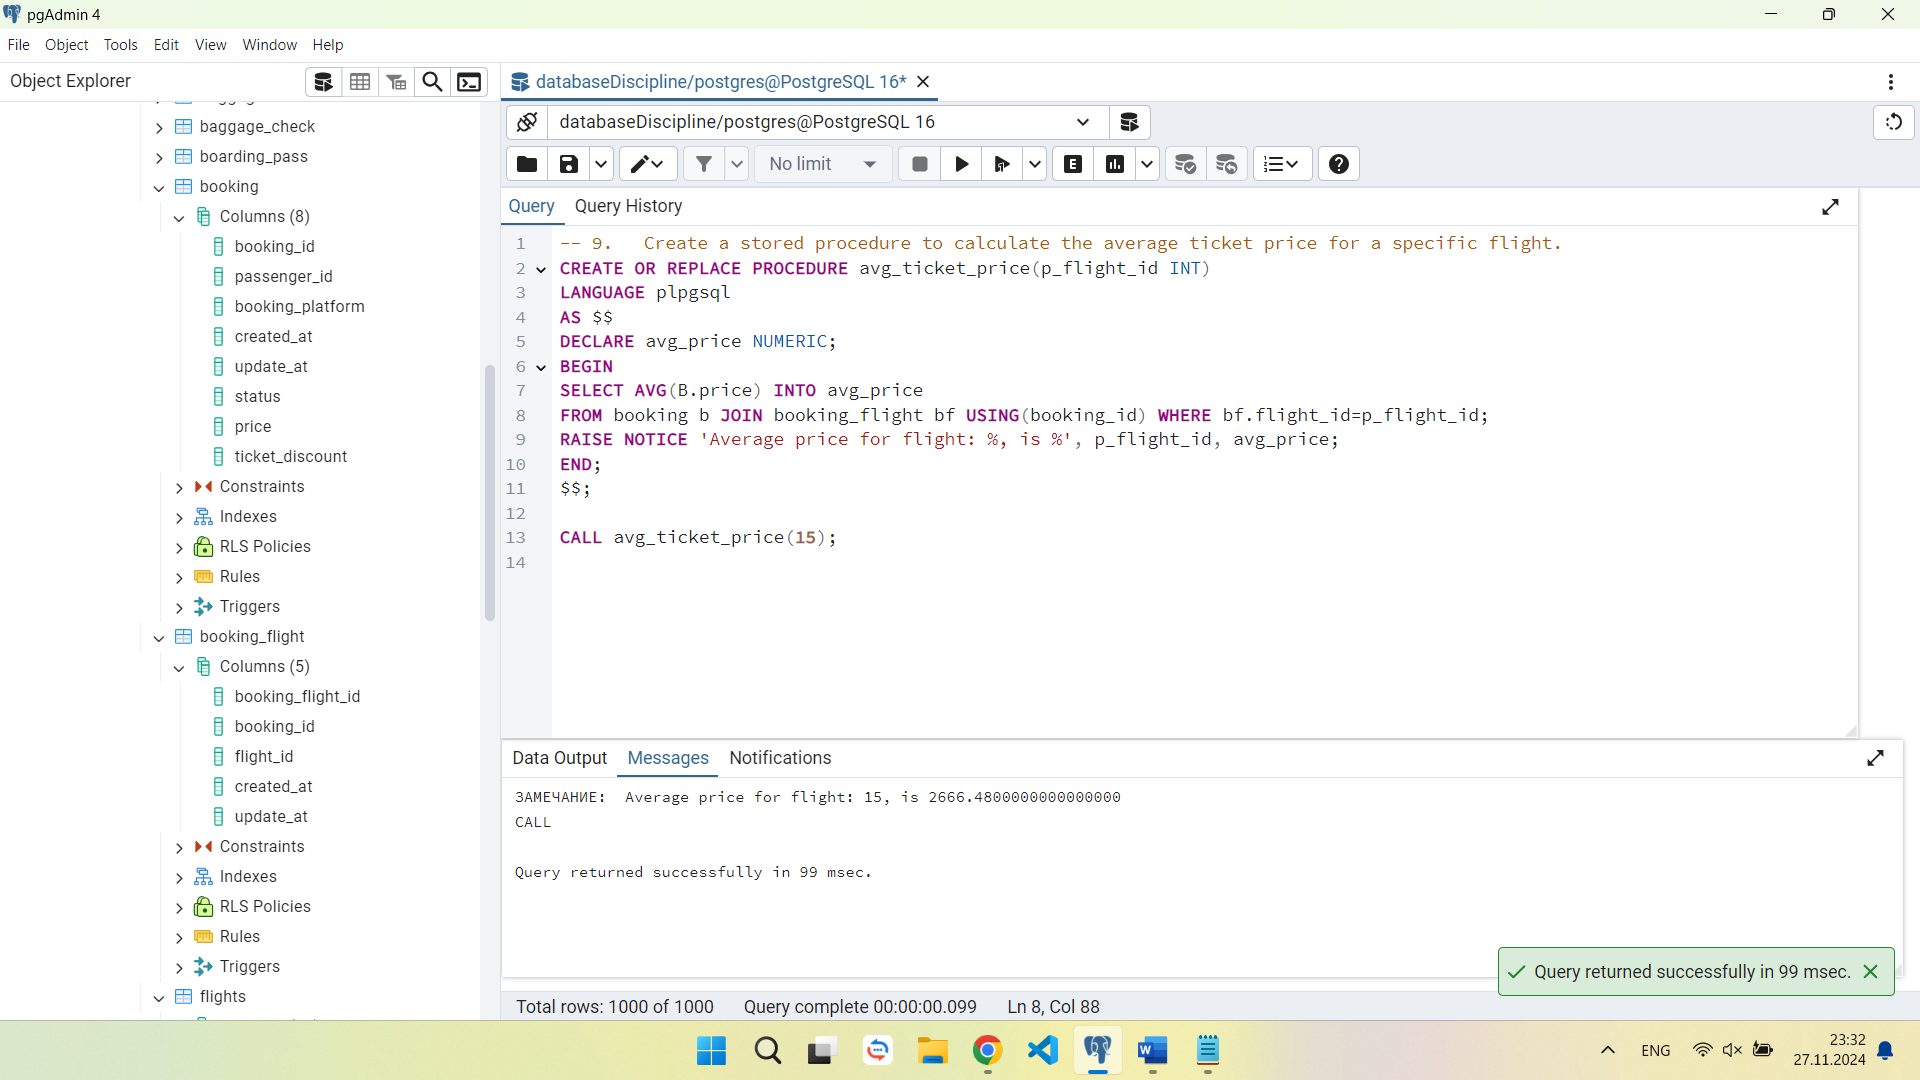 pgAdmin 4
File Object Tools Edit View Window Help
Object Explorer
baggage_check
boarding_pass
booking
Columns (8)
booking_id
passenger_id
booking_platform
created_at
update_at
status
price
ticket_discount
Constraints
Indexes
RLS Policies
Rules
Triggers
booking_flight
Columns (5)
booking_flight_id
booking_id
flight_id
created_at
update_at
Constraints
Indexes
RLS Policies
Rules
Triggers
flights
databaseDiscipline/postgres@PostgreSQL 16*
databaseDiscipline/postgres@PostgreSQL 16
No limit
E
Query Query History
1 -- 9. Create a stored procedure to calculate the average ticket price for a specific flight.
2 CREATE OR REPLACE PROCEDURE avg_ticket_price(p_flight_id INT)
3 LANGUAGE plpgsql
4 AS $$
5 DECLARE avg_price NUMERIC;
6 BEGIN
7 SELECT AVG(B.price) INTO avg_price
8 FROM booking b JOIN booking_flight bf USING(booking_id) WHERE bf.flight_id=p_flight_id;
9 RAISE NOTICE 'Average price for flight: %, is %', p_flight_id, avg_price;
10 END;
11 $$;
12
13 CALL avg_ticket_price(15);
14
Data Output Messages Notifications
ЗАМЕЧАНИЕ: Average price for flight: 15, is 2666.4800000000000000
CALL
Query returned successfully in 99 msec.
Query returned successfully in 99 msec.
Total rows: 1000 of 1000 Query complete 00:00:00.099 Ln 8, Col 88
W
ENG
23:32
27.11.2024